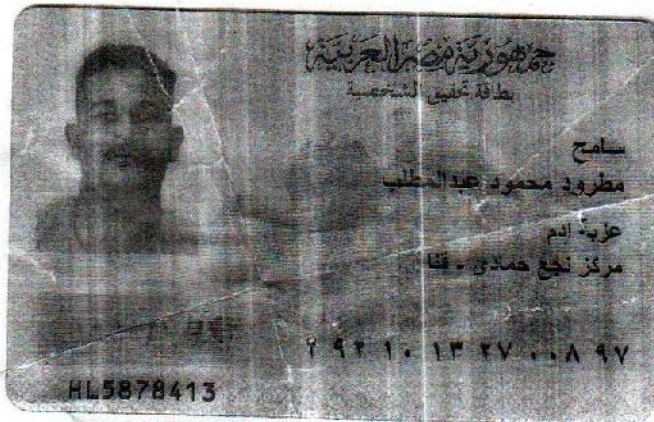 جمهورية مصر العربية
بطاقة تحقيق الشخصية
سامح
مطرود محمود عبدالمطلب
عزبة ادم
مركز نجع حمادى - قنا
٢ ٩٢ ١٠ ١٣ ٢٧ ٠٠٨ ٩٧
HL5878413